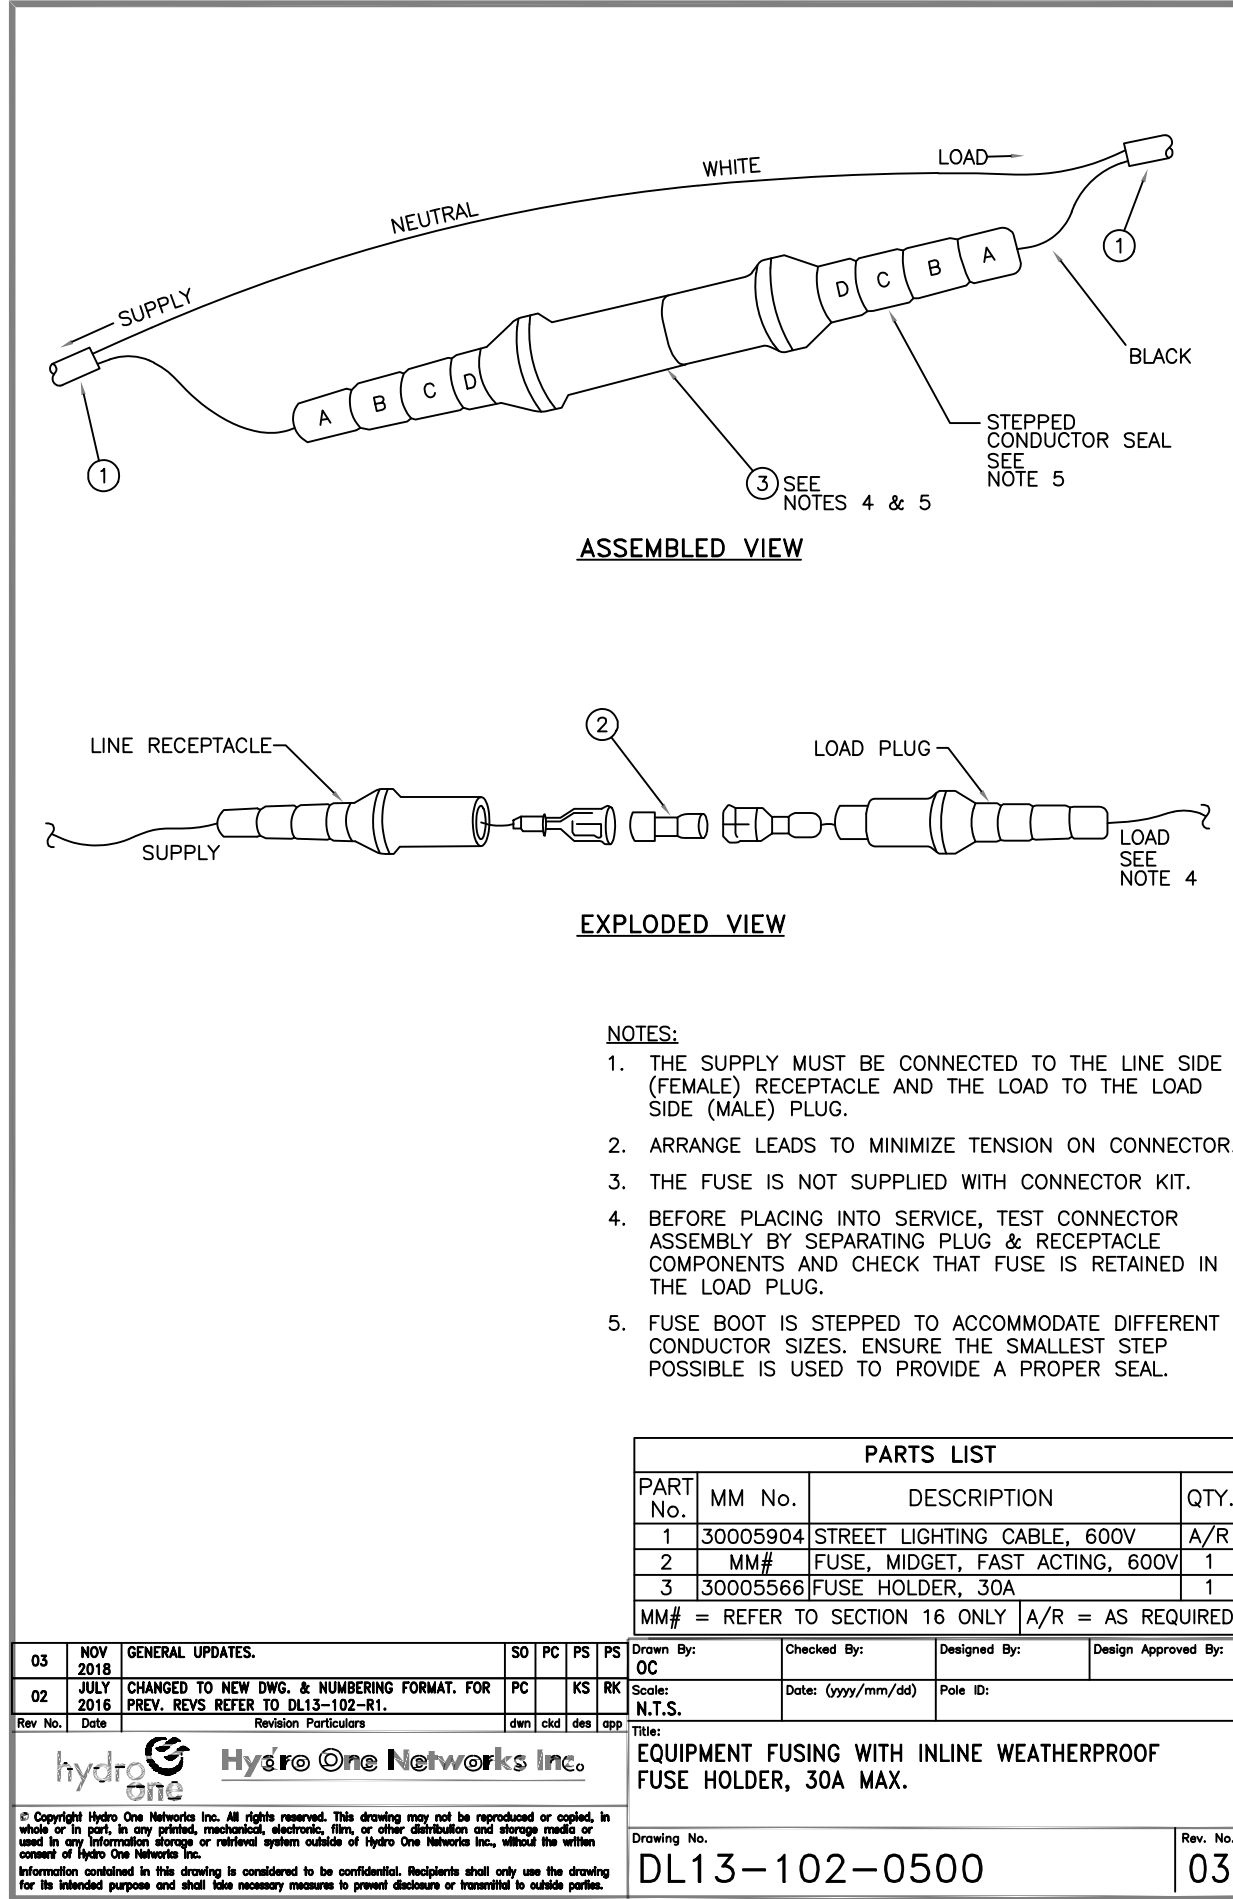 WHITE
LOAD
NEUTRAL
SUPPLY
1
D C B A
A B C D
BLACK
1
STEPPED
CONDUCTOR SEAL
SEE
NOTE 5
3 SEE
NOTES 4 & 5
ASSEMBLED VIEW
2
LINE RECEPTACLE
LOAD PLUG
SUPPLY
LOAD
SEE
NOTE 4
EXPLODED VIEW
NOTES:
1. THE SUPPLY MUST BE CONNECTED TO THE LINE SIDE
(FEMALE) RECEPTACLE AND THE LOAD TO THE LOAD
SIDE (MALE) PLUG.
2. ARRANGE LEADS TO MINIMIZE TENSION ON CONNECTOR.
3. THE FUSE IS NOT SUPPLIED WITH CONNECTOR KIT.
4. BEFORE PLACING INTO SERVICE, TEST CONNECTOR
ASSEMBLY BY SEPARATING PLUG & RECEPTACLE
COMPONENTS AND CHECK THAT FUSE IS RETAINED IN
THE LOAD PLUG.
5. FUSE BOOT IS STEPPED TO ACCOMMODATE DIFFERENT
CONDUCTOR SIZES. ENSURE THE SMALLEST STEP
POSSIBLE IS USED TO PROVIDE A PROPER SEAL.
PARTS LIST
PART No. MM No. DESCRIPTION QTY.
1 30005904 STREET LIGHTING CABLE, 600V A/R
2 MM# FUSE, MIDGET, FAST ACTING, 600V 1
3 30005566 FUSE HOLDER, 30A 1
MM# = REFER TO SECTION 16 ONLY A/R = AS REQUIRED
03 NOV 2018 GENERAL UPDATES. SO PC PS PS
02 JULY 2016 CHANGED TO NEW DWG. & NUMBERING FORMAT. FOR PREV. REVS REFER TO DL13-102-R1. PC KS RK
Rev No. Date Revision Particulars dwn ckd des app
Drawn By: Checked By: Designed By: Design Approved By:
OC
Scale: Date: (yyyy/mm/dd) Pole ID:
N.T.S.
Title:
EQUIPMENT FUSING WITH INLINE WEATHERPROOF
FUSE HOLDER, 30A MAX.
hydro one
Hydro One Networks Inc.
© Copyright Hydro One Networks Inc. All rights reserved. This drawing may not be reproduced or copied, in
whole or in part, in any printed, mechanical, electronic, film, or other distribution and storage media or
used in any information storage or retrieval system outside of Hydro One Networks Inc., without the written
consent of Hydro One Networks Inc.
Information contained in this drawing is considered to be confidential. Recipients shall only use the drawing
for its intended purpose and shall take necessary measures to prevent disclosure or transmittal to outside parties.
Drawing No. Rev. No.
DL13-102-0500 03